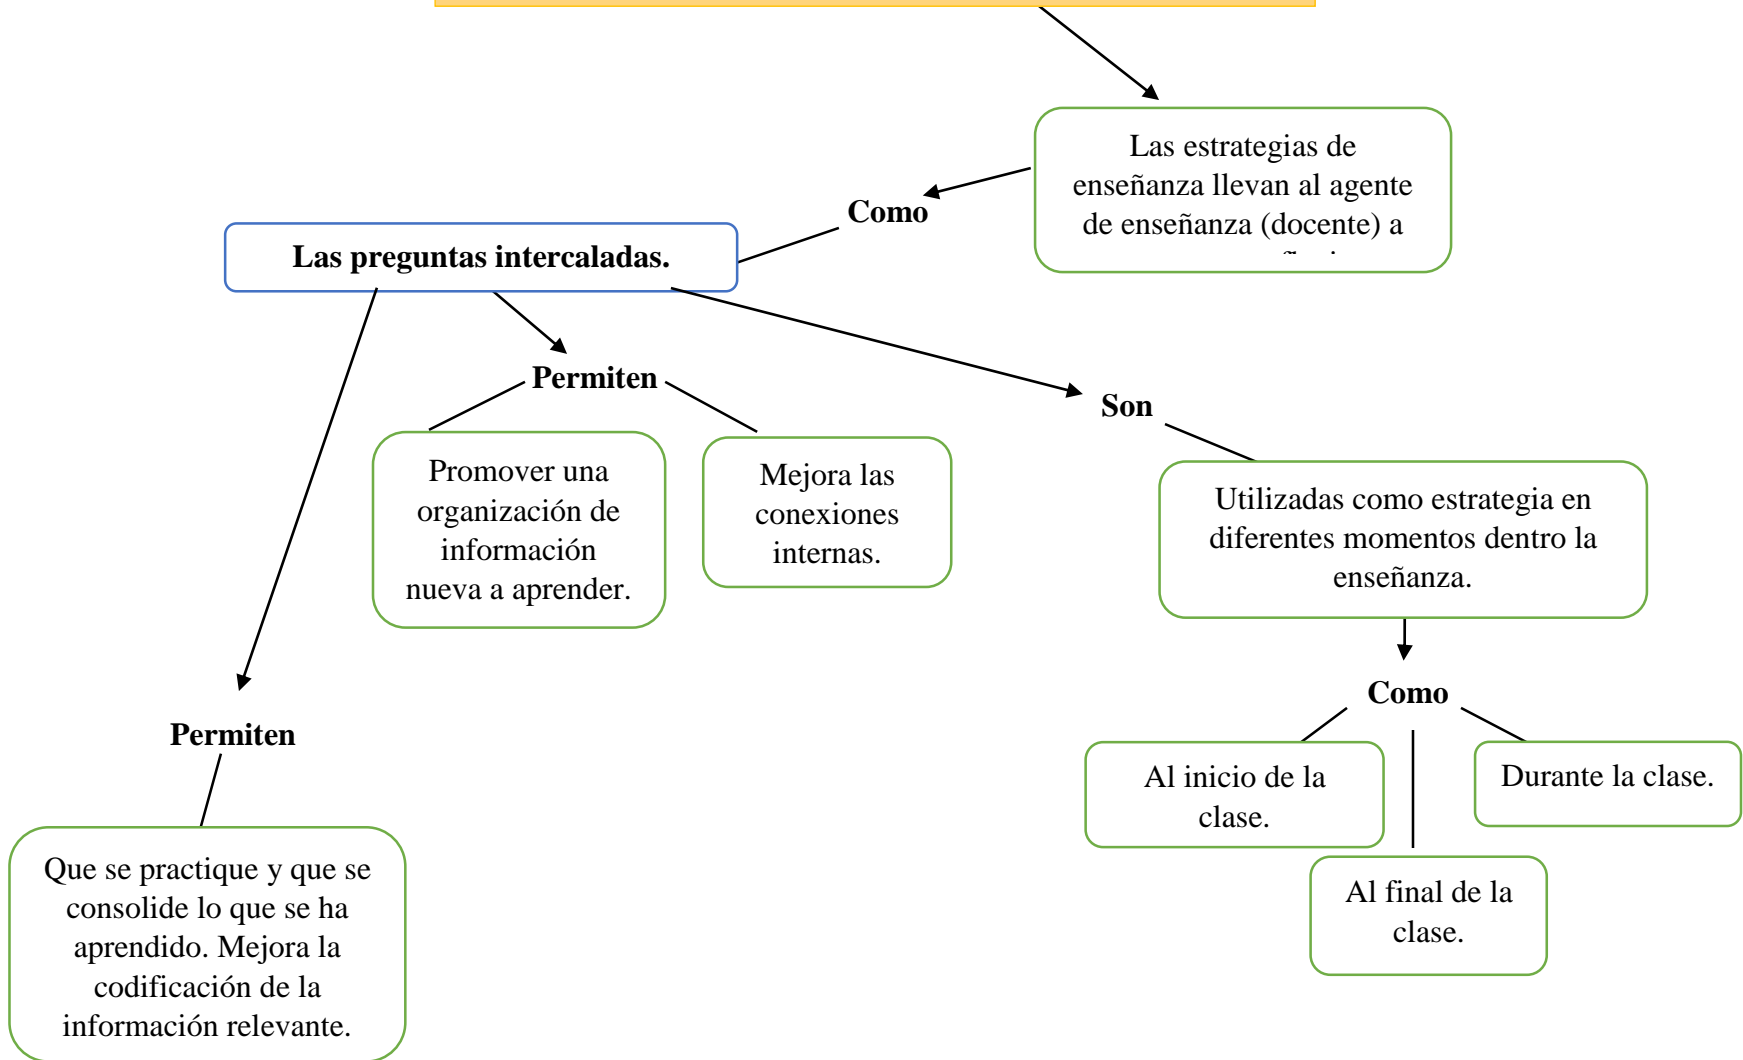 Las estrategias de
enseñanza llevan al agente
de enseñanza (docente) a
Como
Las preguntas intercaladas.
Permiten
Son
Promover una
organización de
información
nueva a aprender.
Mejora las
conexiones
internas.
Utilizadas como estrategia en
diferentes momentos dentro la
enseñanza.
Como
Permiten
Al inicio de la
clase.
Durante la clase.
Al final de la
clase.
Que se practique y que se
consolide lo que se ha
aprendido. Mejora la
codificación de la
información relevante.